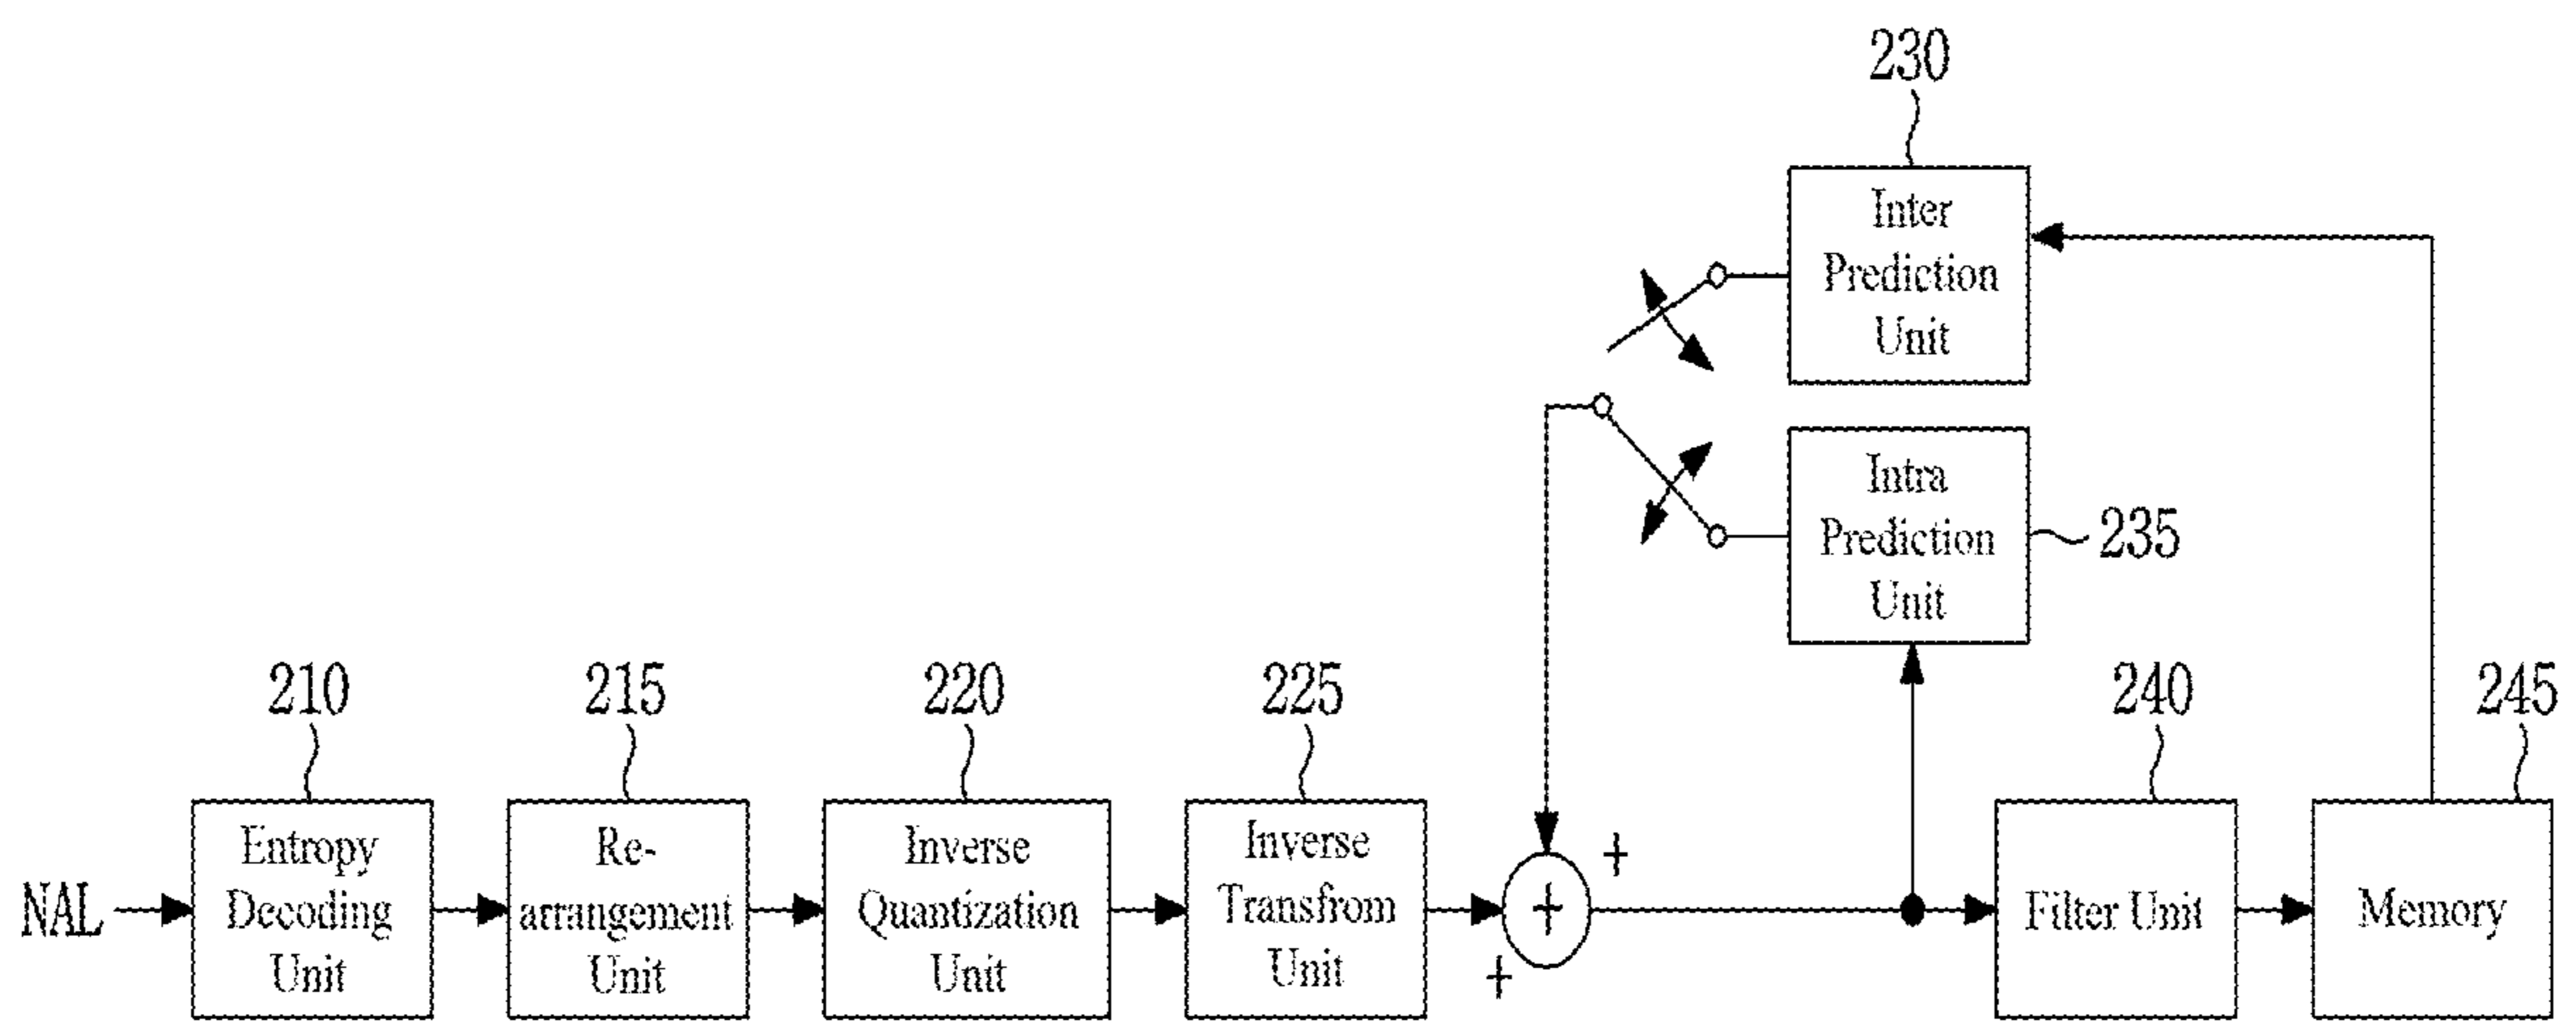 230
Inter
Prediction
Unit
Intra
Prediction
Unit
235
210
215
220
225
240
245
NAL
Entropy
Decoding
Unit
Re-
arrangement
Unit
Inverse
Quantization
Unit
Inverse
Transfrom
Unit
+
+
+
Filter Unit
Memory